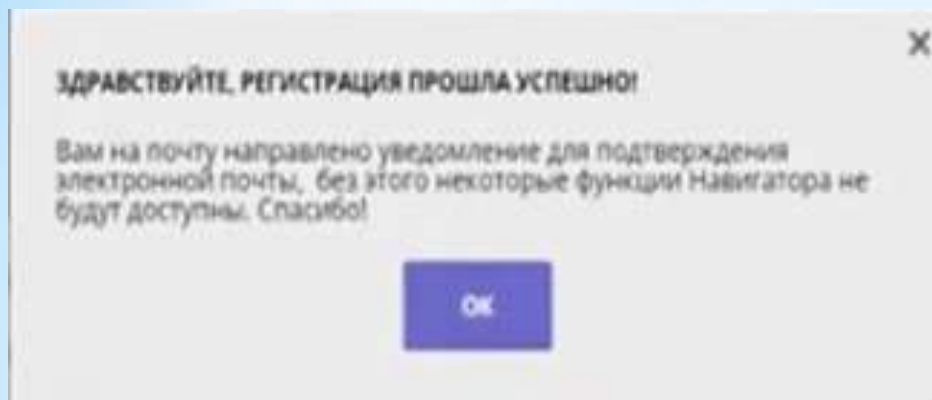 ЗДРАВСТВУЙТЕ, РЕГИСТРАЦИЯ ПРОШЛА УСПЕШНО!
Вам на почту направлено уведомление для подтверждения
электронной почты, без этого некоторые функции Навигатора не
будут доступны. Спасибо!
ОК